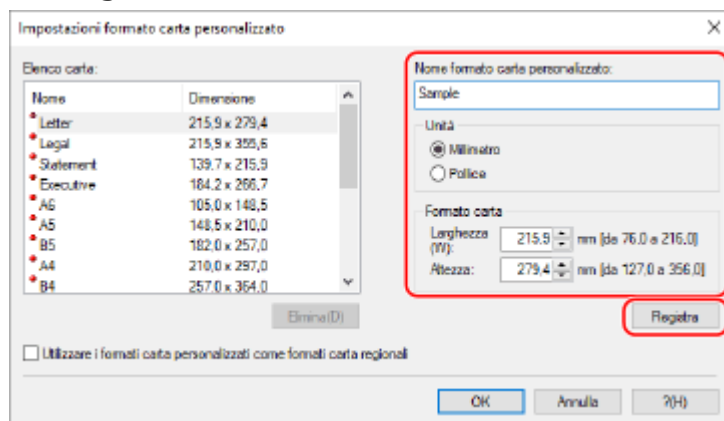 Impostazioni formato carta personalizzato
Elenco carta:
Nome Dimensione
Letter 215,9 x 279,4
Legal 215,9 x 355,6
Statement 139,7 x 215,9
Executive 184,2 x 266,7
A6 105,0 x 148,5
A5 148,5 x 210,0
B5 182,0 x 257,0
A4 210,0 x 297,0
B4 257,0 x 364,0
Elimina(D)
Nome formato carta personalizzato:
Sample
Unità
Millimetro
Pollice
Formato carta
Larghezza (W): 215,9 mm [da 76,0 a 216,0]
Altezza: 279,4 mm [da 127,0 a 356,0]
Registra
Utilizzare i formati carta personalizzati come formati carta regionali
OK Annulla ?(H)